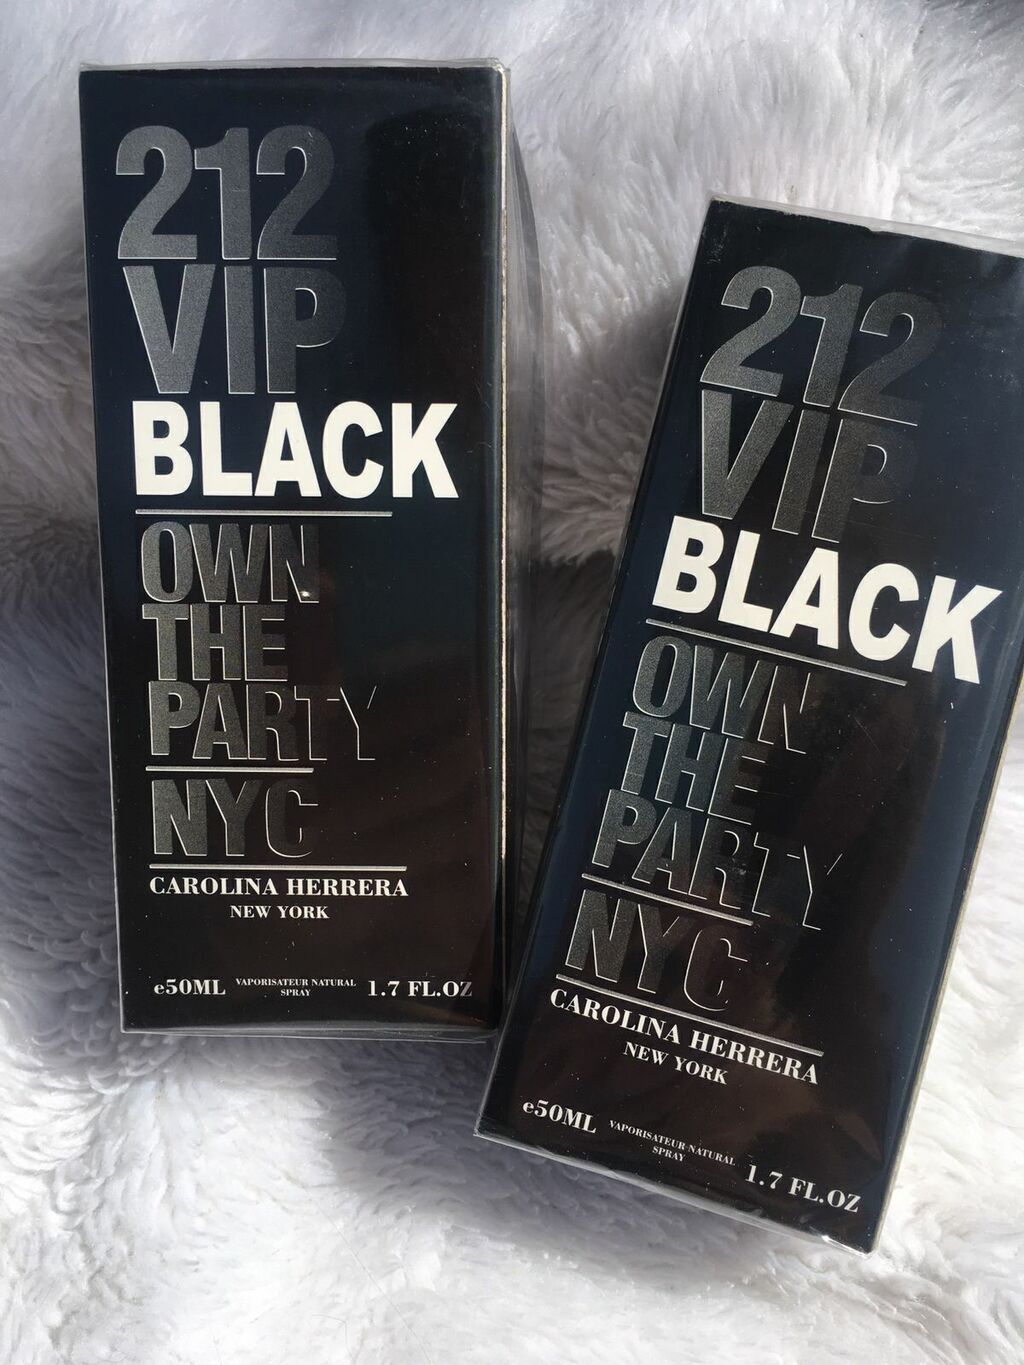 212
VIP
BLACK
OWN
THE
PARTY
NYC
CAROLINA HERRERA
NEW YORK
e50ML VAPORISATEUR NATURAL SPRAY 1.7 FL.OZ
212
VIP
BLACK
OWN
THE
PARTY
NYC
CAROLINA HERRERA
NEW YORK
e50ML VAPORISATEUR NATURAL SPRAY 1.7 FL.OZ